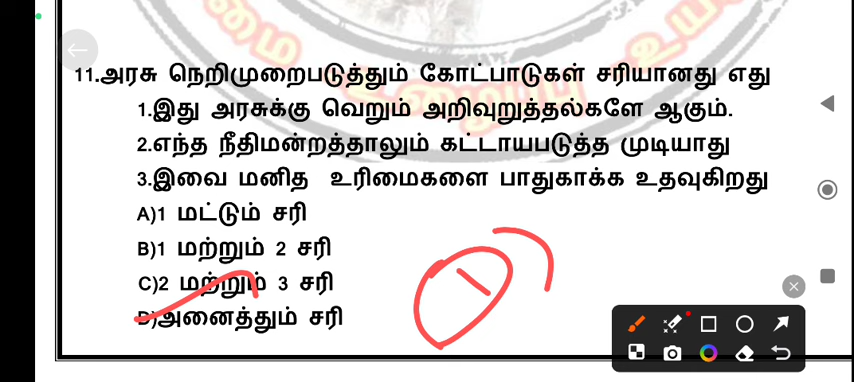 11.அரசு நெறிமுறைபடுத்தும் கோட்பாடுகள் சரியானது எது
1.இது அரசுக்கு வெறும் அறிவுறுத்தல்களே ஆகும்.
2.எந்த நீதிமன்றத்தாலும் கட்டாயபடுத்த முடியாது
3.இவை மனித உரிமைகளை பாதுகாக்க உதவுகிறது
A)1 மட்டும் சரி
B)1 மற்றும் 2 சரி
C)2 மற்றும் 3 சரி
D)அனைத்தும் சரி